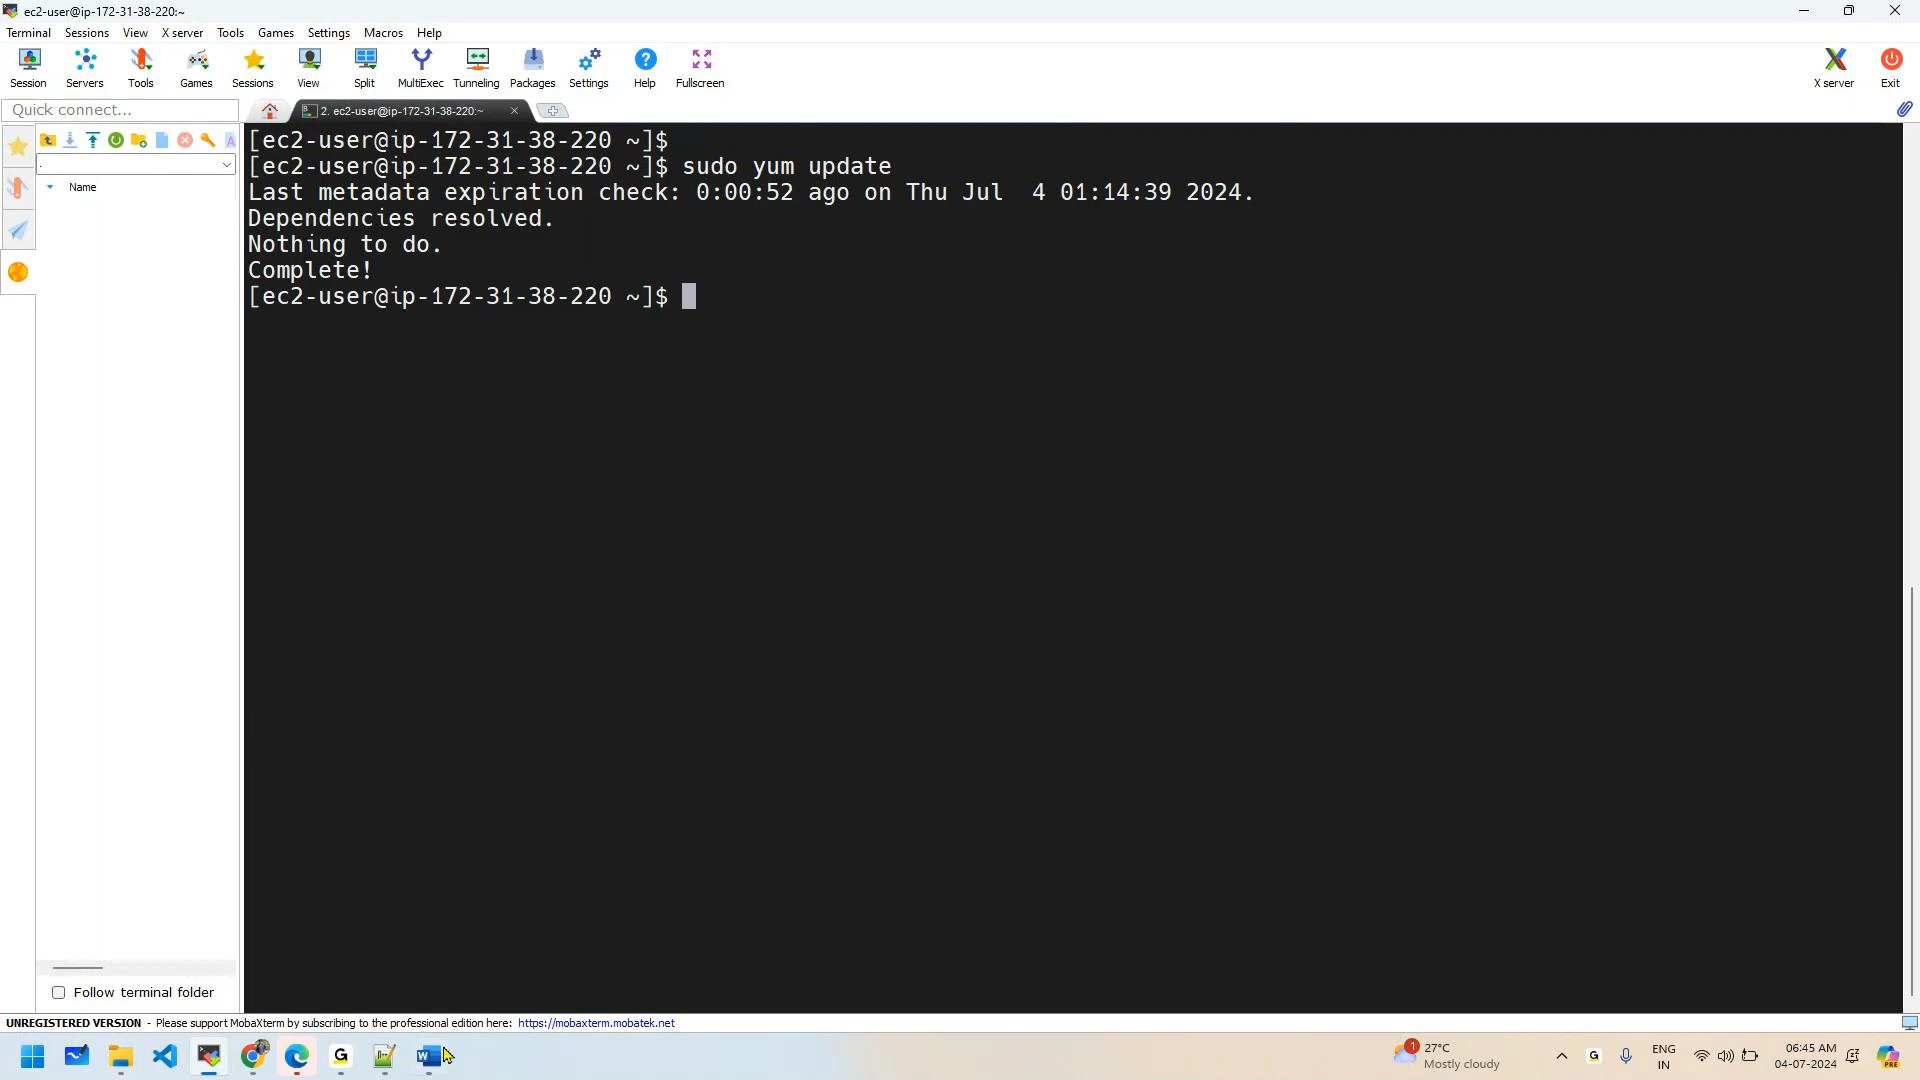 ec2-user@ip-172-31-38-220:~
Terminal Sessions View X server Tools Games Settings Macros Help
Session Servers Tools Games Sessions View Split MultiExec Tunneling Packages Settings Help Fullscreen X server Exit
Quick connect...
2. ec2-user@ip-172-31-38-220:~
.
Name
[ec2-user@ip-172-31-38-220 ~]$
[ec2-user@ip-172-31-38-220 ~]$ sudo yum update
Last metadata expiration check: 0:00:52 ago on Thu Jul  4 01:14:39 2024.
Dependencies resolved.
Nothing to do.
Complete!
[ec2-user@ip-172-31-38-220 ~]$
Follow terminal folder
UNREGISTERED VERSION - Please support MobaXterm by subscribing to the professional edition here: https://mobaxterm.mobatek.net
1
27°C
Mostly cloudy
G
ENG
IN
06:45 AM
04-07-2024
PRE